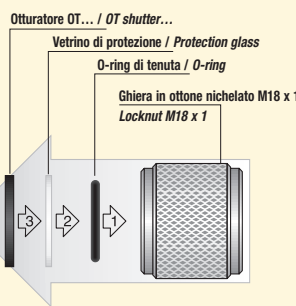 Otturatore OT... / OT shutter...
Vetrino di protezione / Protection glass
O-ring di tenuta / O-ring
Ghiera in ottone nichelato M18 x 1
Locknut M18 x 1
3 2 1